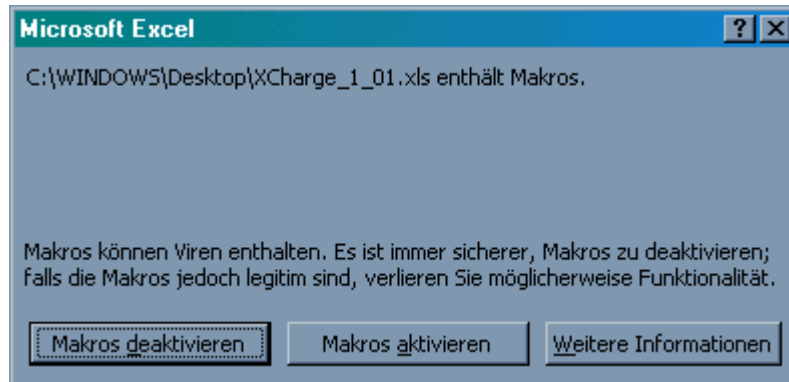 Microsoft Excel
C:\WINDOWS\Desktop\XCharge_1_01.xls enthält Makros.
Makros können Viren enthalten. Es ist immer sicherer, Makros zu deaktivieren;
falls die Makros jedoch legitim sind, verlieren Sie möglicherweise Funktionalität.
Makros deaktivieren
Makros aktivieren
Weitere Informationen